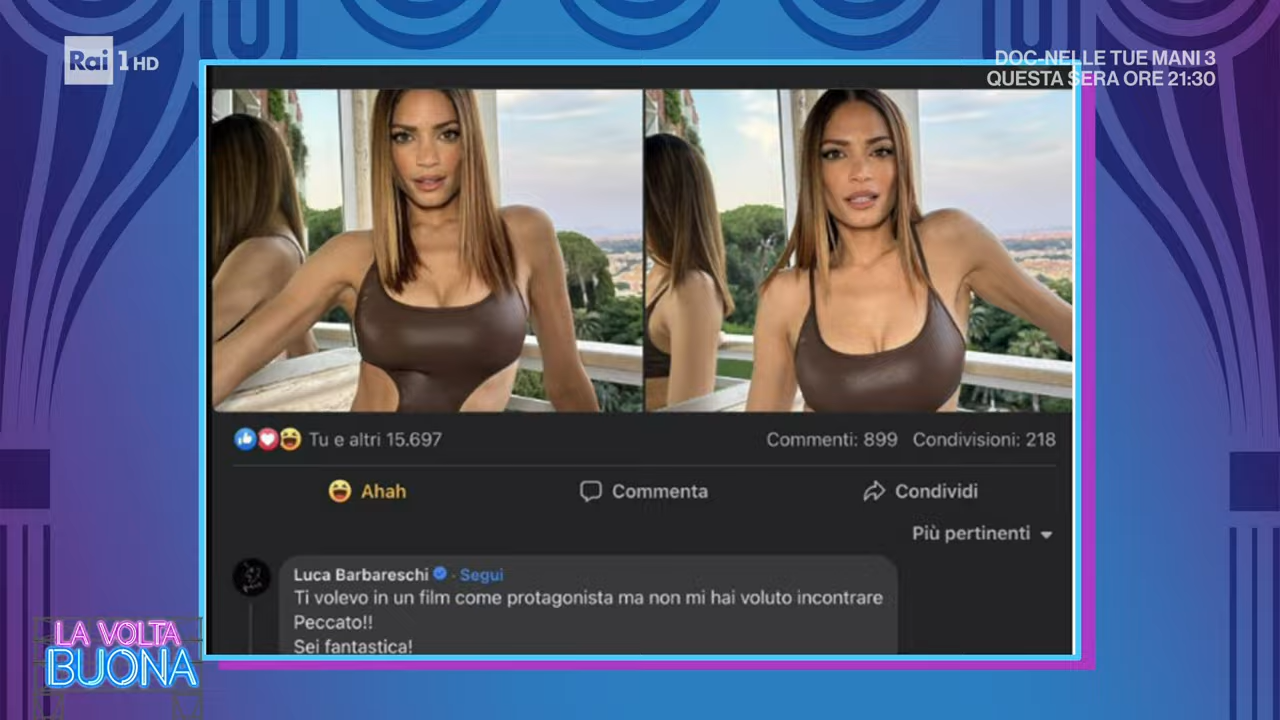 Rai 1 HD
DOC-NELLE TUE MANI 3
QUESTA SERA ORE 21:30
Tu e altri 15.697
Commenti: 899 Condivisioni: 218
Ahah
Commenta
Condividi
Più pertinenti
Luca Barbareschi · Segui
Ti volevo in un film come protagonista ma non mi hai voluto incontrare
Peccato!!
Sei fantastica!
LA VOLTA
BUONA